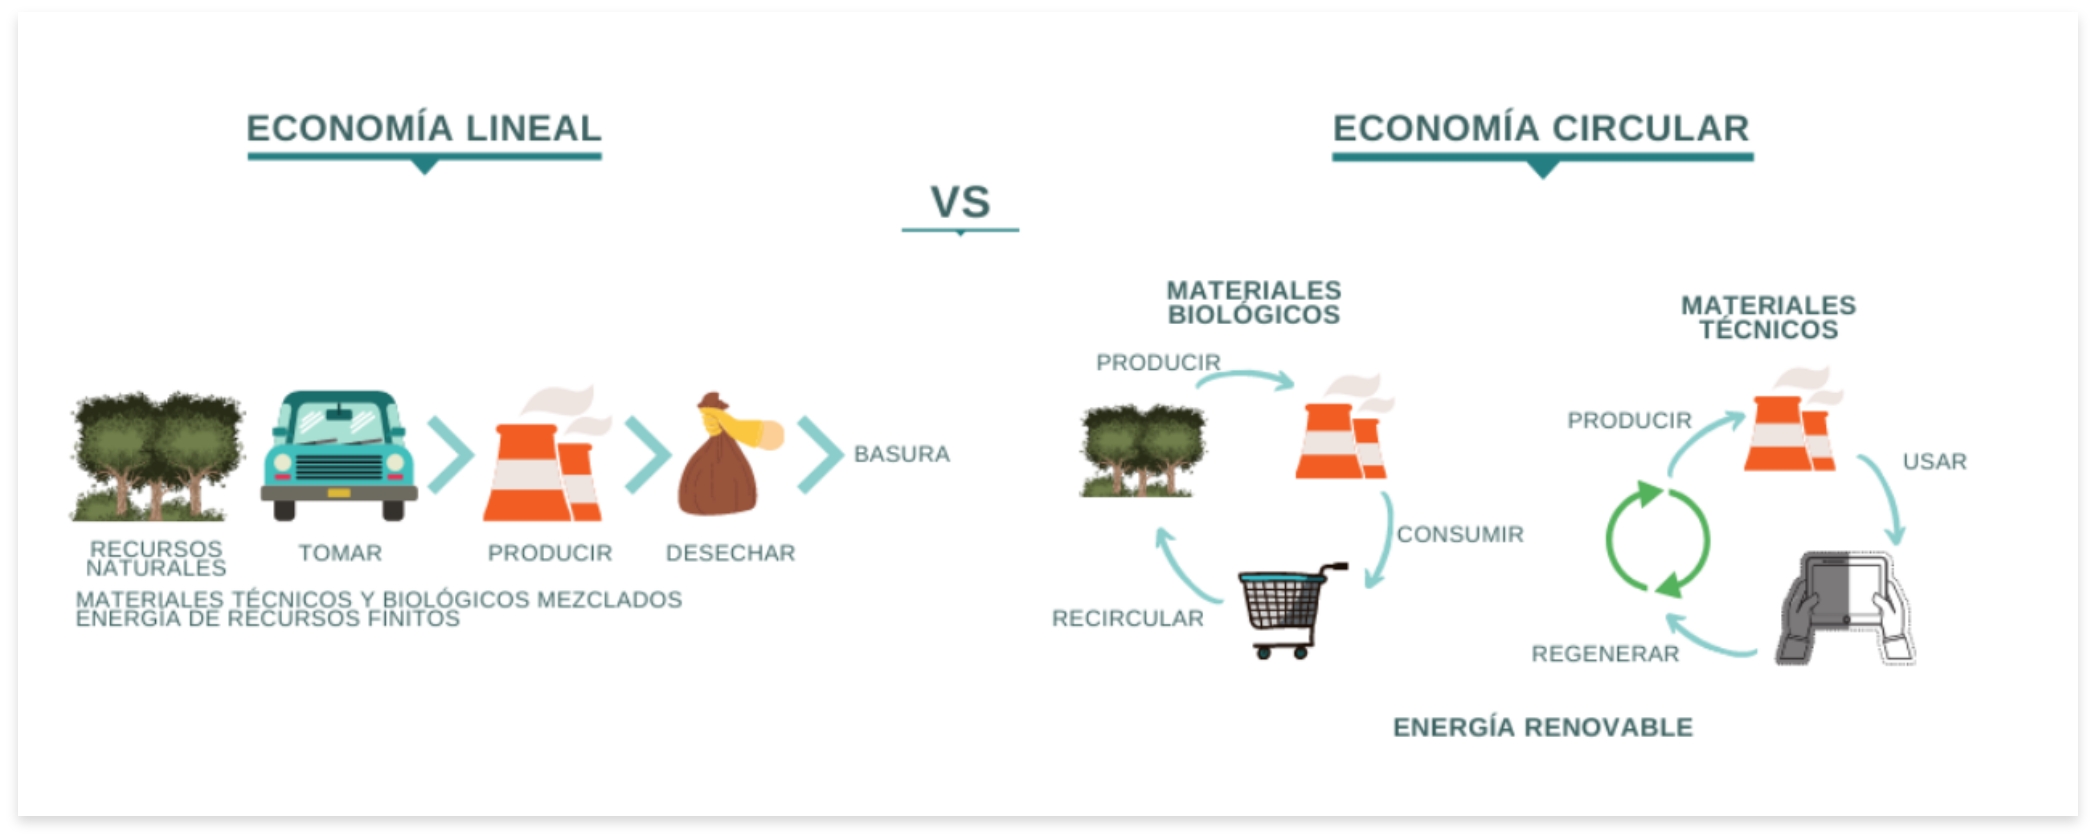 ECONOMÍA LINEAL
VS
ECONOMÍA CIRCULAR
RECURSOS
NATURALES
TOMAR
PRODUCIR
DESECHAR
BASURA
MATERIALES TÉCNICOS Y BIOLÓGICOS MEZCLADOS
ENERGÍA DE RECURSOS FINITOS
MATERIALES
BIOLÓGICOS
PRODUCIR
CONSUMIR
RECIRCULAR
MATERIALES
TÉCNICOS
PRODUCIR
USAR
REGENERAR
ENERGÍA RENOVABLE